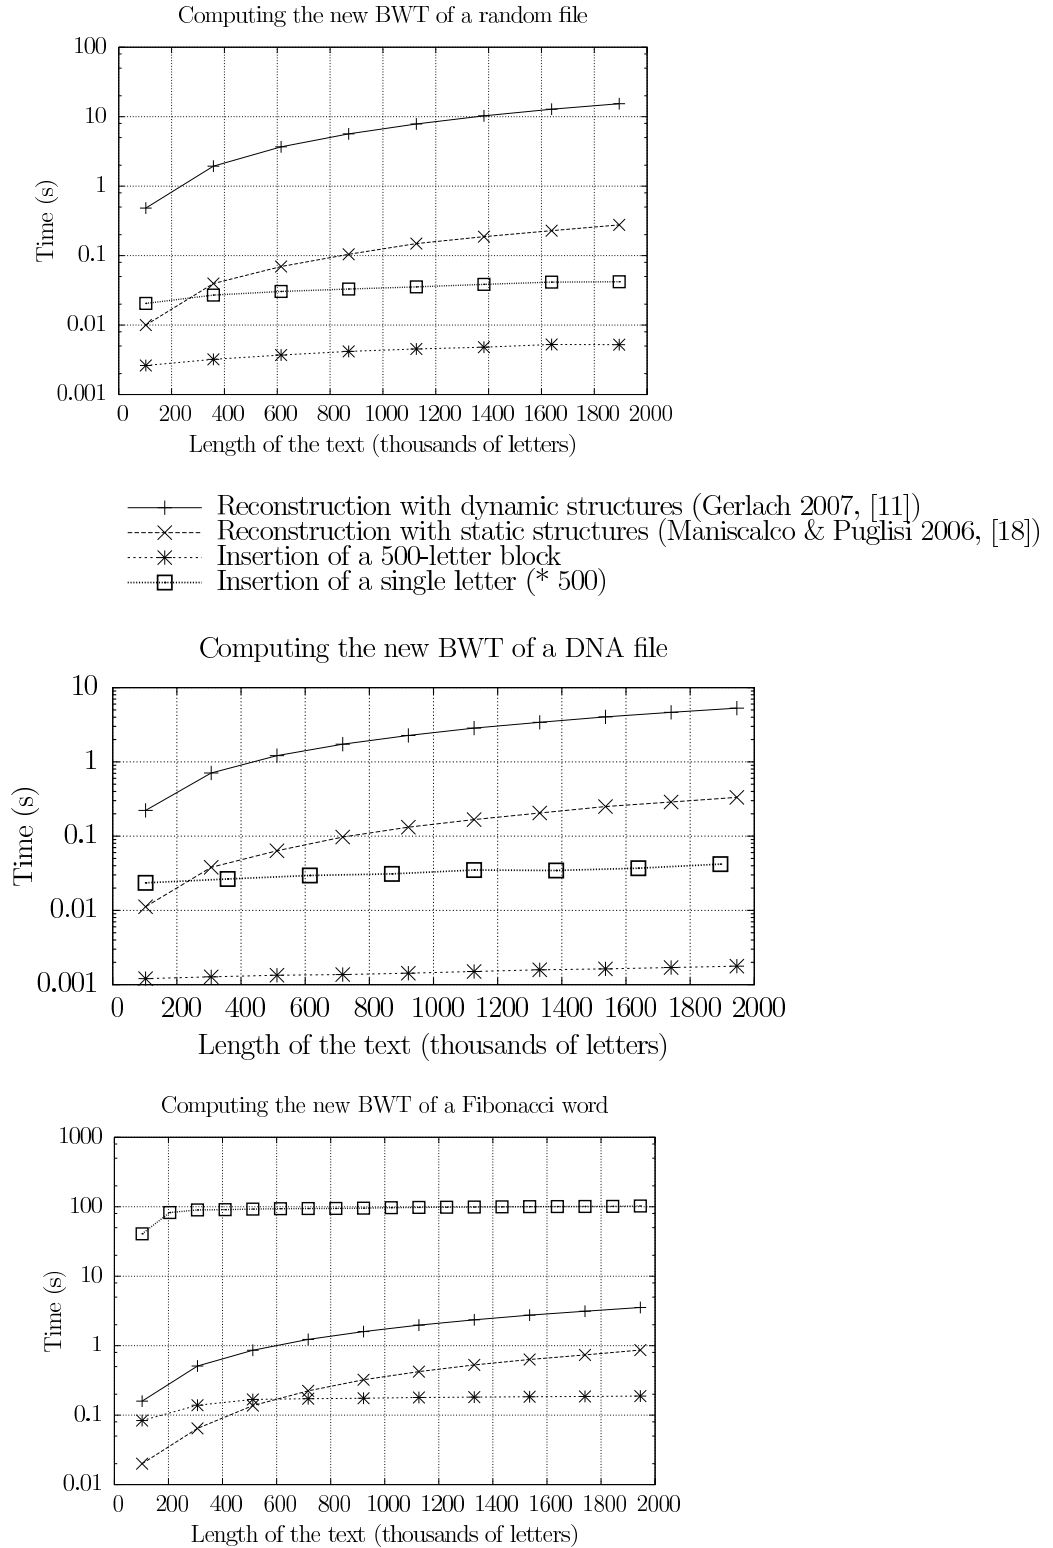 Computing the new BWT of a random file
100
10
1
0.1
0.01
0.001
Time (s)
0 200 400 600 800 1000 1200 1400 1600 1800 2000
Length of the text (thousands of letters)
Reconstruction with dynamic structures (Gerlach 2007, [11])
Reconstruction with static structures (Maniscalco & Puglisi 2006, [18])
Insertion of a 500-letter block
Insertion of a single letter (* 500)
Computing the new BWT of a DNA file
10
1
0.1
0.01
0.001
Time (s)
0 200 400 600 800 1000 1200 1400 1600 1800 2000
Length of the text (thousands of letters)
Computing the new BWT of a Fibonacci word
1000
100
10
1
0.1
0.01
Time (s)
0 200 400 600 800 1000 1200 1400 1600 1800 2000
Length of the text (thousands of letters)